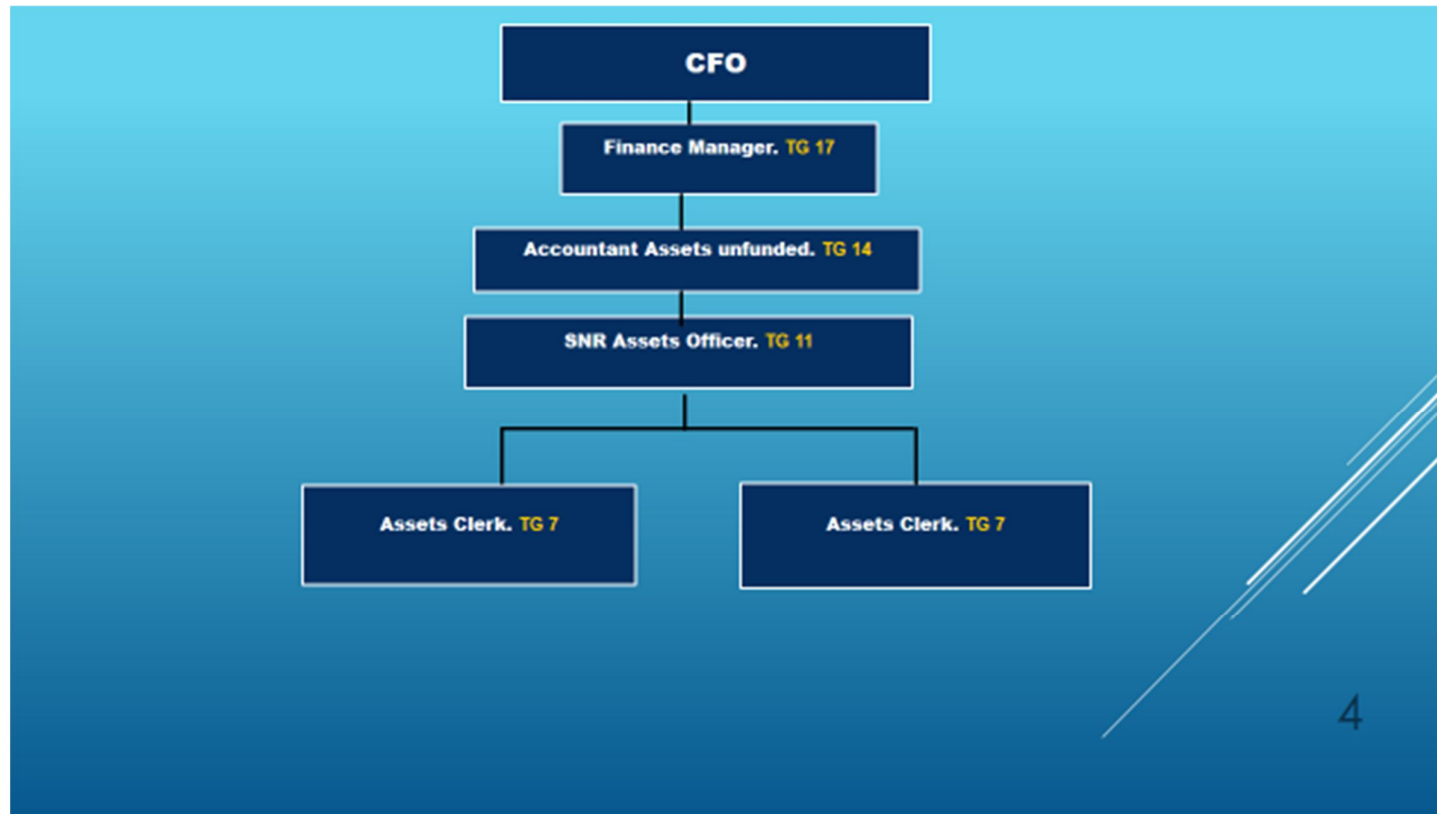 CFO
Finance Manager. TG 17
Accountant Assets unfunded. TG 14
SNR Assets Officer. TG 11
Assets Clerk. TG 7
Assets Clerk. TG 7
4